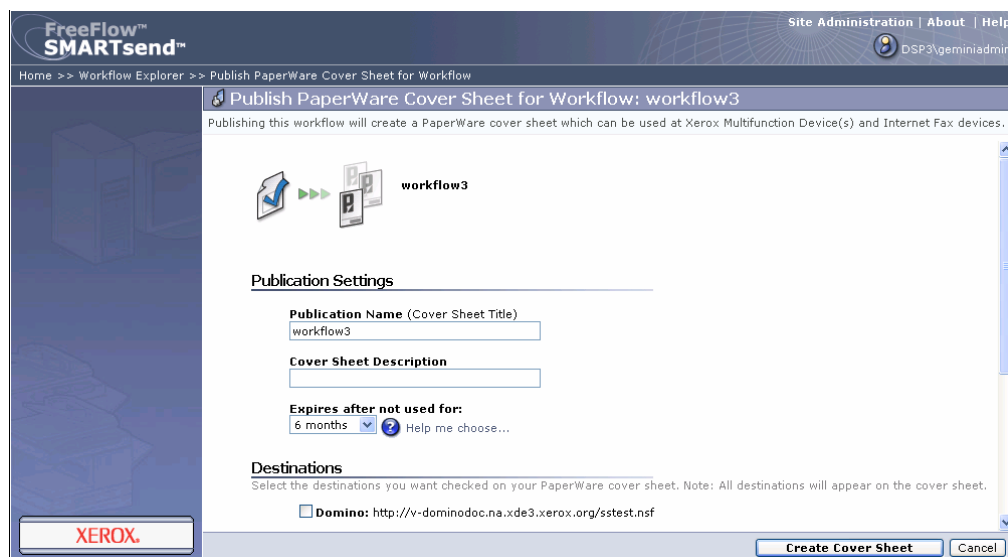 FreeFlow™
SMARTsend™
Site Administration | About | Help
DSP3\geminiadmin
Home >> Workflow Explorer >> Publish PaperWare Cover Sheet for Workflow
Publish PaperWare Cover Sheet for Workflow: workflow3
Publishing this workflow will create a PaperWare cover sheet which can be used at Xerox Multifunction Device(s) and Internet Fax devices.
workflow3
Publication Settings
Publication Name (Cover Sheet Title)
workflow3
Cover Sheet Description
Expires after not used for:
6 months ? Help me choose...
Destinations
Select the destinations you want checked on your PaperWare cover sheet. Note: All destinations will appear on the cover sheet.
Domino: http://v-dominodoc.na.xde3.xerox.org/sstest.nsf
XEROX.
Create Cover Sheet Cancel